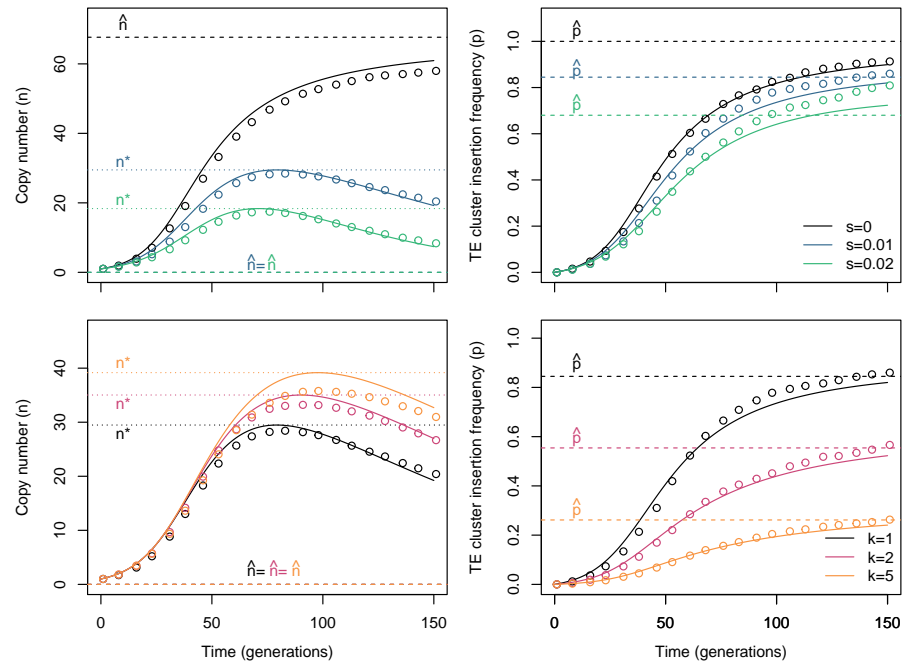 n̂
n*
n*
n̂= n̂
0
20
40
60
Copy number (n)
p̂
p̂
p̂
s=0
s=0.01
s=0.02
0.0
0.2
0.4
0.6
0.8
1.0
TE cluster insertion frequency (p)
n*
n*
n*
n̂= n̂= n̂
0
10
20
30
40
Copy number (n)
0
50
100
150
Time (generations)
p̂
p̂
p̂
k=1
k=2
k=5
0.0
0.2
0.4
0.6
0.8
1.0
TE cluster insertion frequency (p)
0
50
100
150
Time (generations)